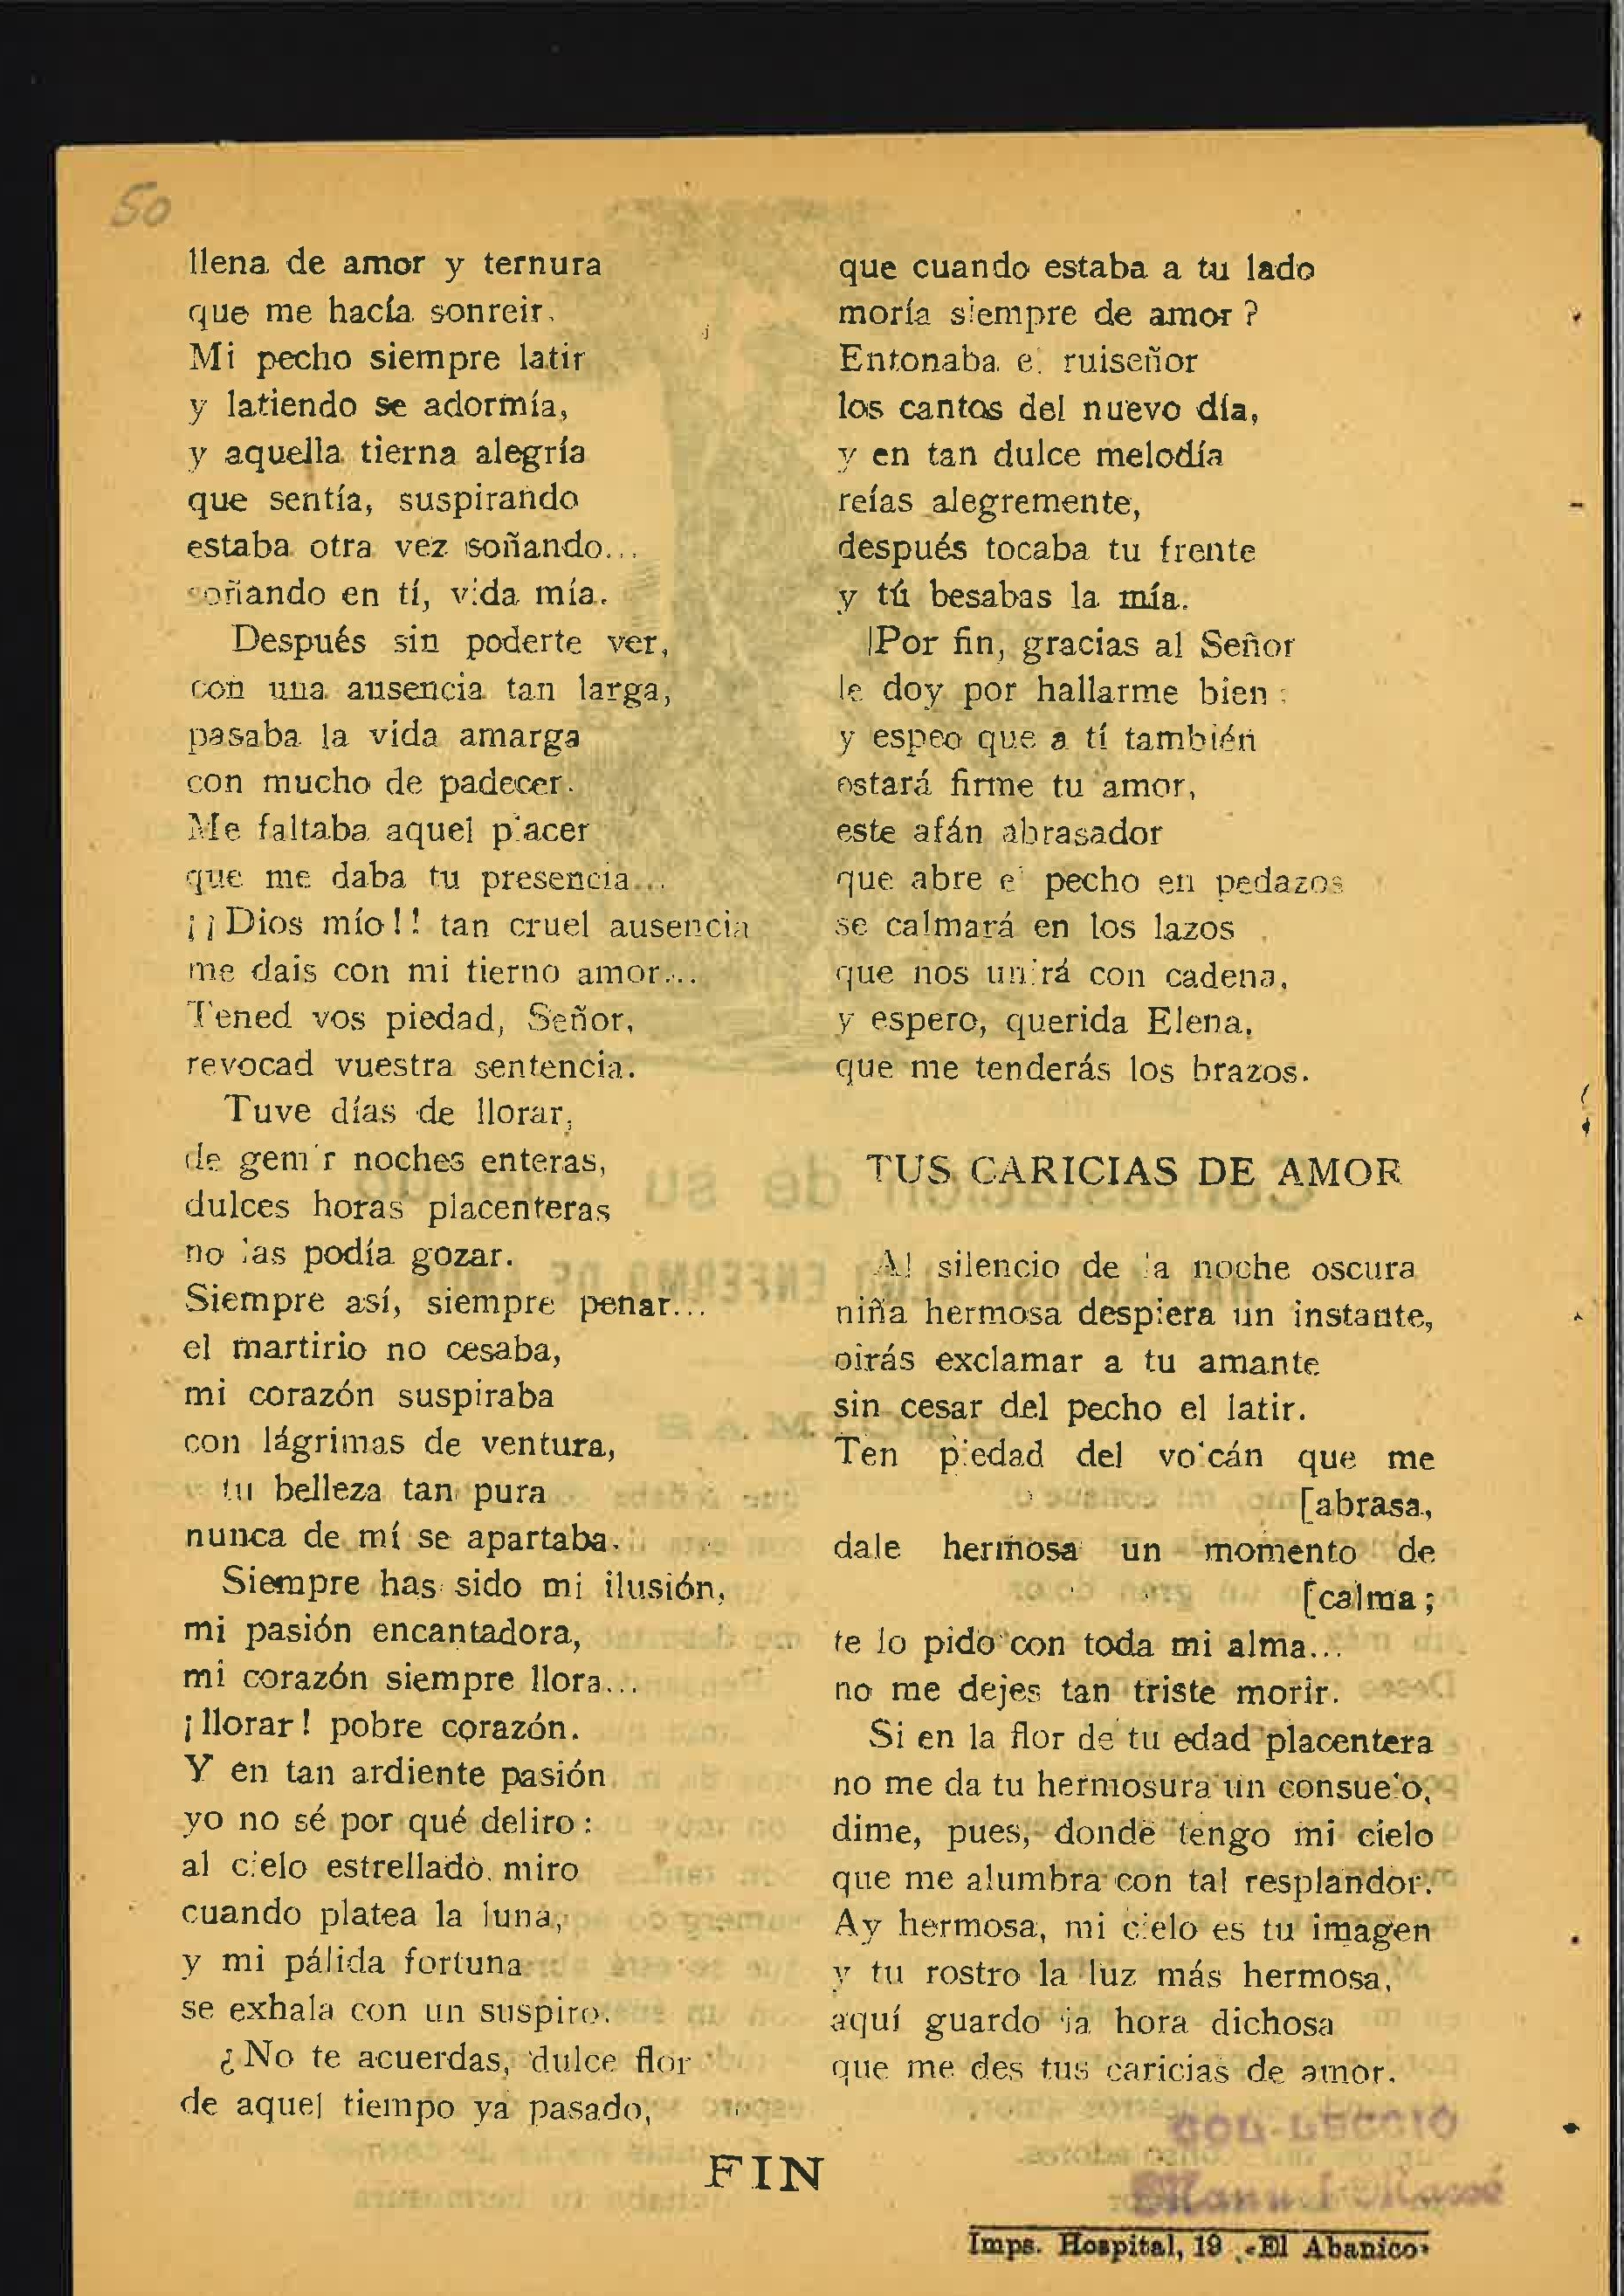 50
llena de amor y ternura
que me hacía sonreir.
Mi pecho siempre latir
y latiendo se adormía,
y aquella tierna alegría
que sentía, suspirando
estaba otra vez soñando...
soñando en tí, vida mía.
Después sin poderte ver,
con una ausencia tan larga,
pasaba la vida amarga
con mucho de padecer.
Me faltaba aquel placer
que me daba tu presencia...
¡¡Dios mío!! tan cruel ausencia
me dais con mi tierno amor...
Tened vos piedad, Señor,
revocad vuestra sentencia.
Tuve días de llorar,
de gemir noches enteras,
dulces horas placenteras
no las podía gozar.
Siempre así, siempre penar...
el martirio no cesaba,
mi corazón suspiraba
con lágrimas de ventura,
tu belleza tan pura
nunca de mí se apartaba.
Siempre has sido mi ilusión,
mi pasión encantadora,
mi corazón siempre llora...
¡llorar! pobre corazón.
Y en tan ardiente pasión
yo no sé por qué deliro:
al cielo estrellado miro
cuando platea la luna,
y mi pálida fortuna
se exhala con un suspiro.
¿No te acuerdas, dulce flor
de aquel tiempo ya pasado,
que cuando estaba a tu lado
moría siempre de amor?
Entonaba el ruiseñor
los cantos del nuevo día,
y en tan dulce melodía
reías alegremente,
después tocaba tu frente
y tú besabas la mía.
¡Por fin, gracias al Señor
le doy por hallarme bien:
y espeo que a tí también
estará firme tu amor,
este afán abrasador
que abre el pecho en pedazos
se calmará en los lazos
que nos unirá con cadena,
y espero, querida Elena,
que me tenderás los brazos.
TUS CARICIAS DE AMOR
Al silencio de la noche oscura
niña hermosa despiera un instante,
oirás exclamar a tu amante
sin cesar del pecho el latir.
Ten piedad del volcán que me
[abrasa,
dale hermosa un momento de
[calma;
te lo pido con toda mi alma...
no me dejes tan triste morir.
Si en la flor de tu edad placentera
no me da tu hermosura un consuelo,
dime, pues, donde tengo mi cielo
que me alumbra con tal resplandor.
Ay hermosa, mi cielo es tu imagen
y tu rostro la luz más hermosa,
aquí guardo la hora dichosa
que me des tus caricias de amor.
FIN
COL·LECCIÓ
Imps. Hospital, 19 «El Abanico»